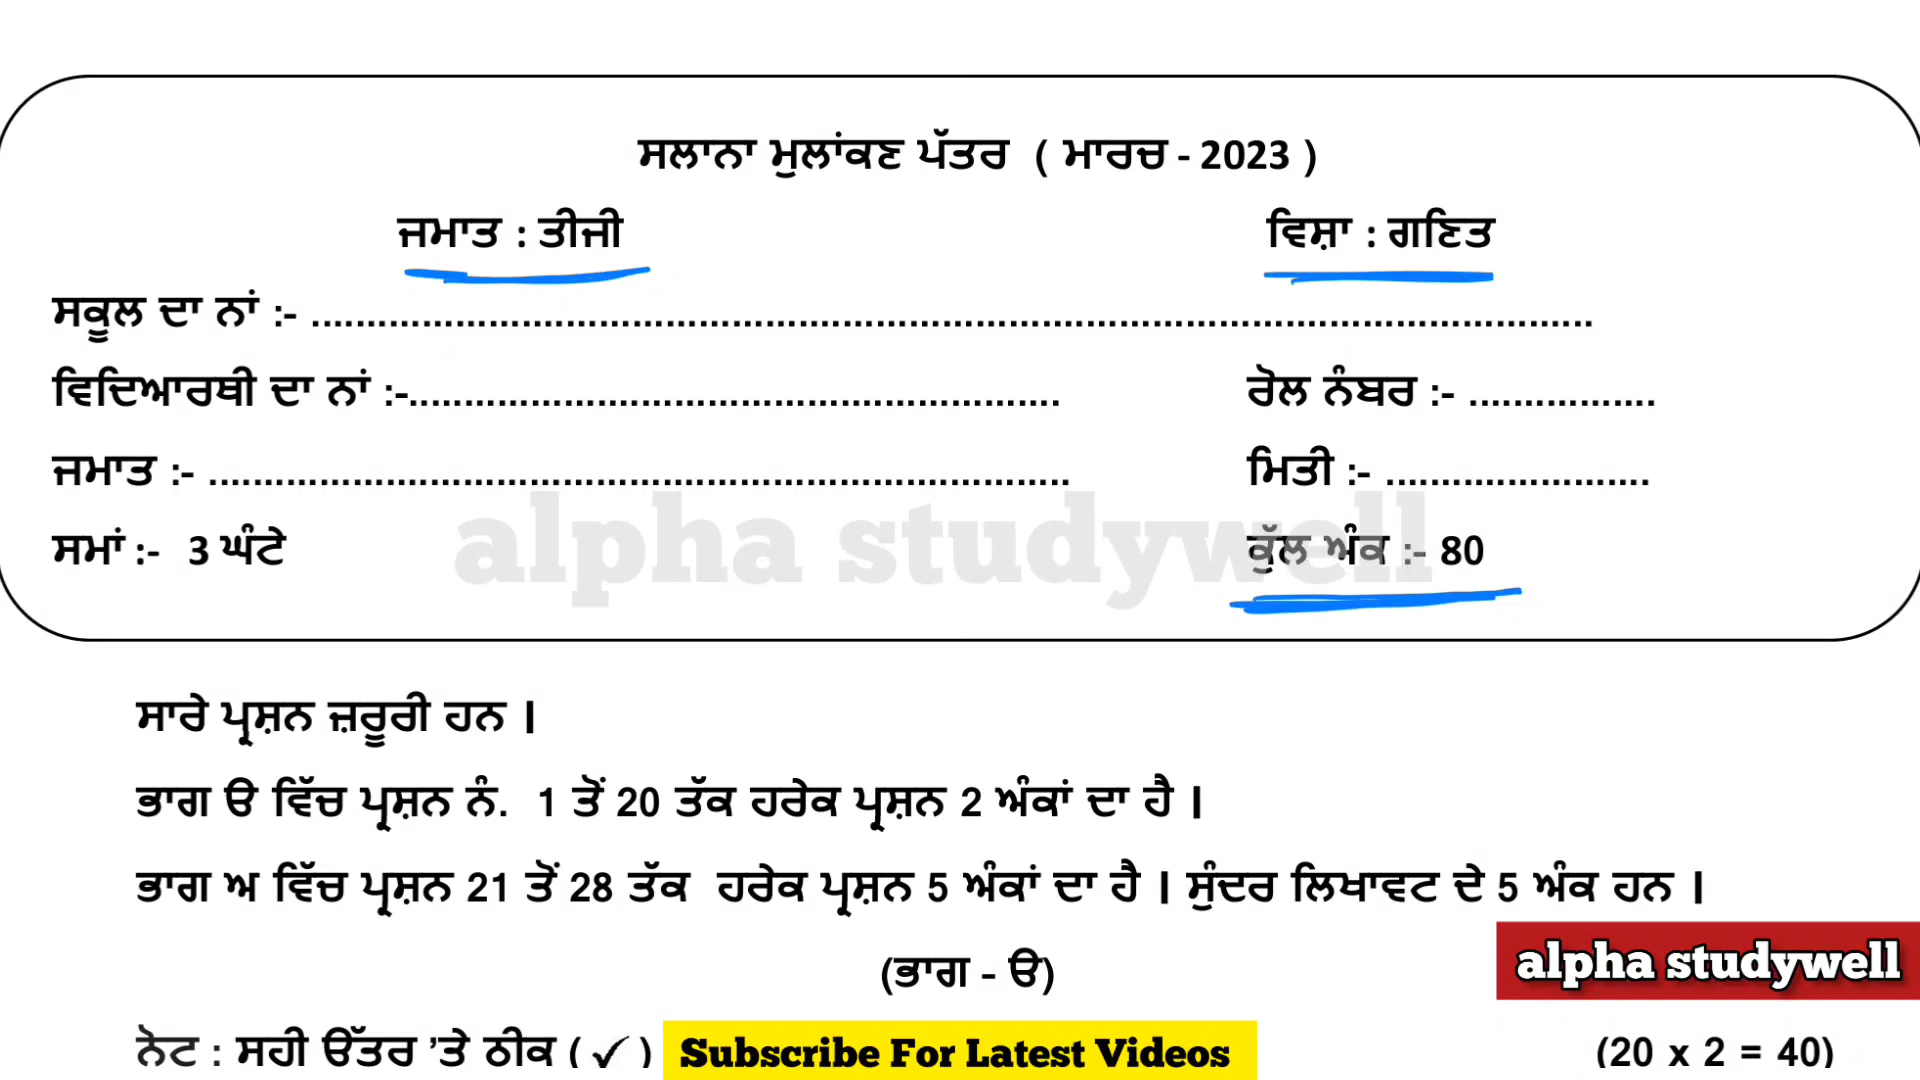 ਸਲਾਨਾ ਮੁਲਾਂਕਣ ਪੱਤਰ ( ਮਾਰਚ - 2023 )
ਜਮਾਤ : ਤੀਜੀ ਵਿਸ਼ਾ : ਗਣਿਤ
ਸਕੂਲ ਦਾ ਨਾਂ :- ....................................................................................................................
ਵਿਦਿਆਰਥੀ ਦਾ ਨਾਂ :-........................................................... ਰੋਲ ਨੰਬਰ :- .................
ਜਮਾਤ :- .............................................................................. ਮਿਤੀ :- ........................
ਸਮਾਂ :- 3 ਘੰਟੇ ਕੁੱਲ ਅੰਕ :- 80
alpha studywell
ਸਾਰੇ ਪ੍ਰਸ਼ਨ ਜ਼ਰੂਰੀ ਹਨ ।
ਭਾਗ ੳ ਵਿੱਚ ਪ੍ਰਸ਼ਨ ਨੰ. 1 ਤੋਂ 20 ਤੱਕ ਹਰੇਕ ਪ੍ਰਸ਼ਨ 2 ਅੰਕਾਂ ਦਾ ਹੈ ।
ਭਾਗ ਅ ਵਿੱਚ ਪ੍ਰਸ਼ਨ 21 ਤੋਂ 28 ਤੱਕ ਹਰੇਕ ਪ੍ਰਸ਼ਨ 5 ਅੰਕਾਂ ਦਾ ਹੈ । ਸੁੰਦਰ ਲਿਖਾਵਟ ਦੇ 5 ਅੰਕ ਹਨ ।
(ਭਾਗ - ੳ)
alpha studywell
ਨੋਟ : ਸਹੀ ਉੱਤਰ ’ਤੇ ਠੀਕ ( ✓ ) Subscribe For Latest Videos (20 x 2 = 40)